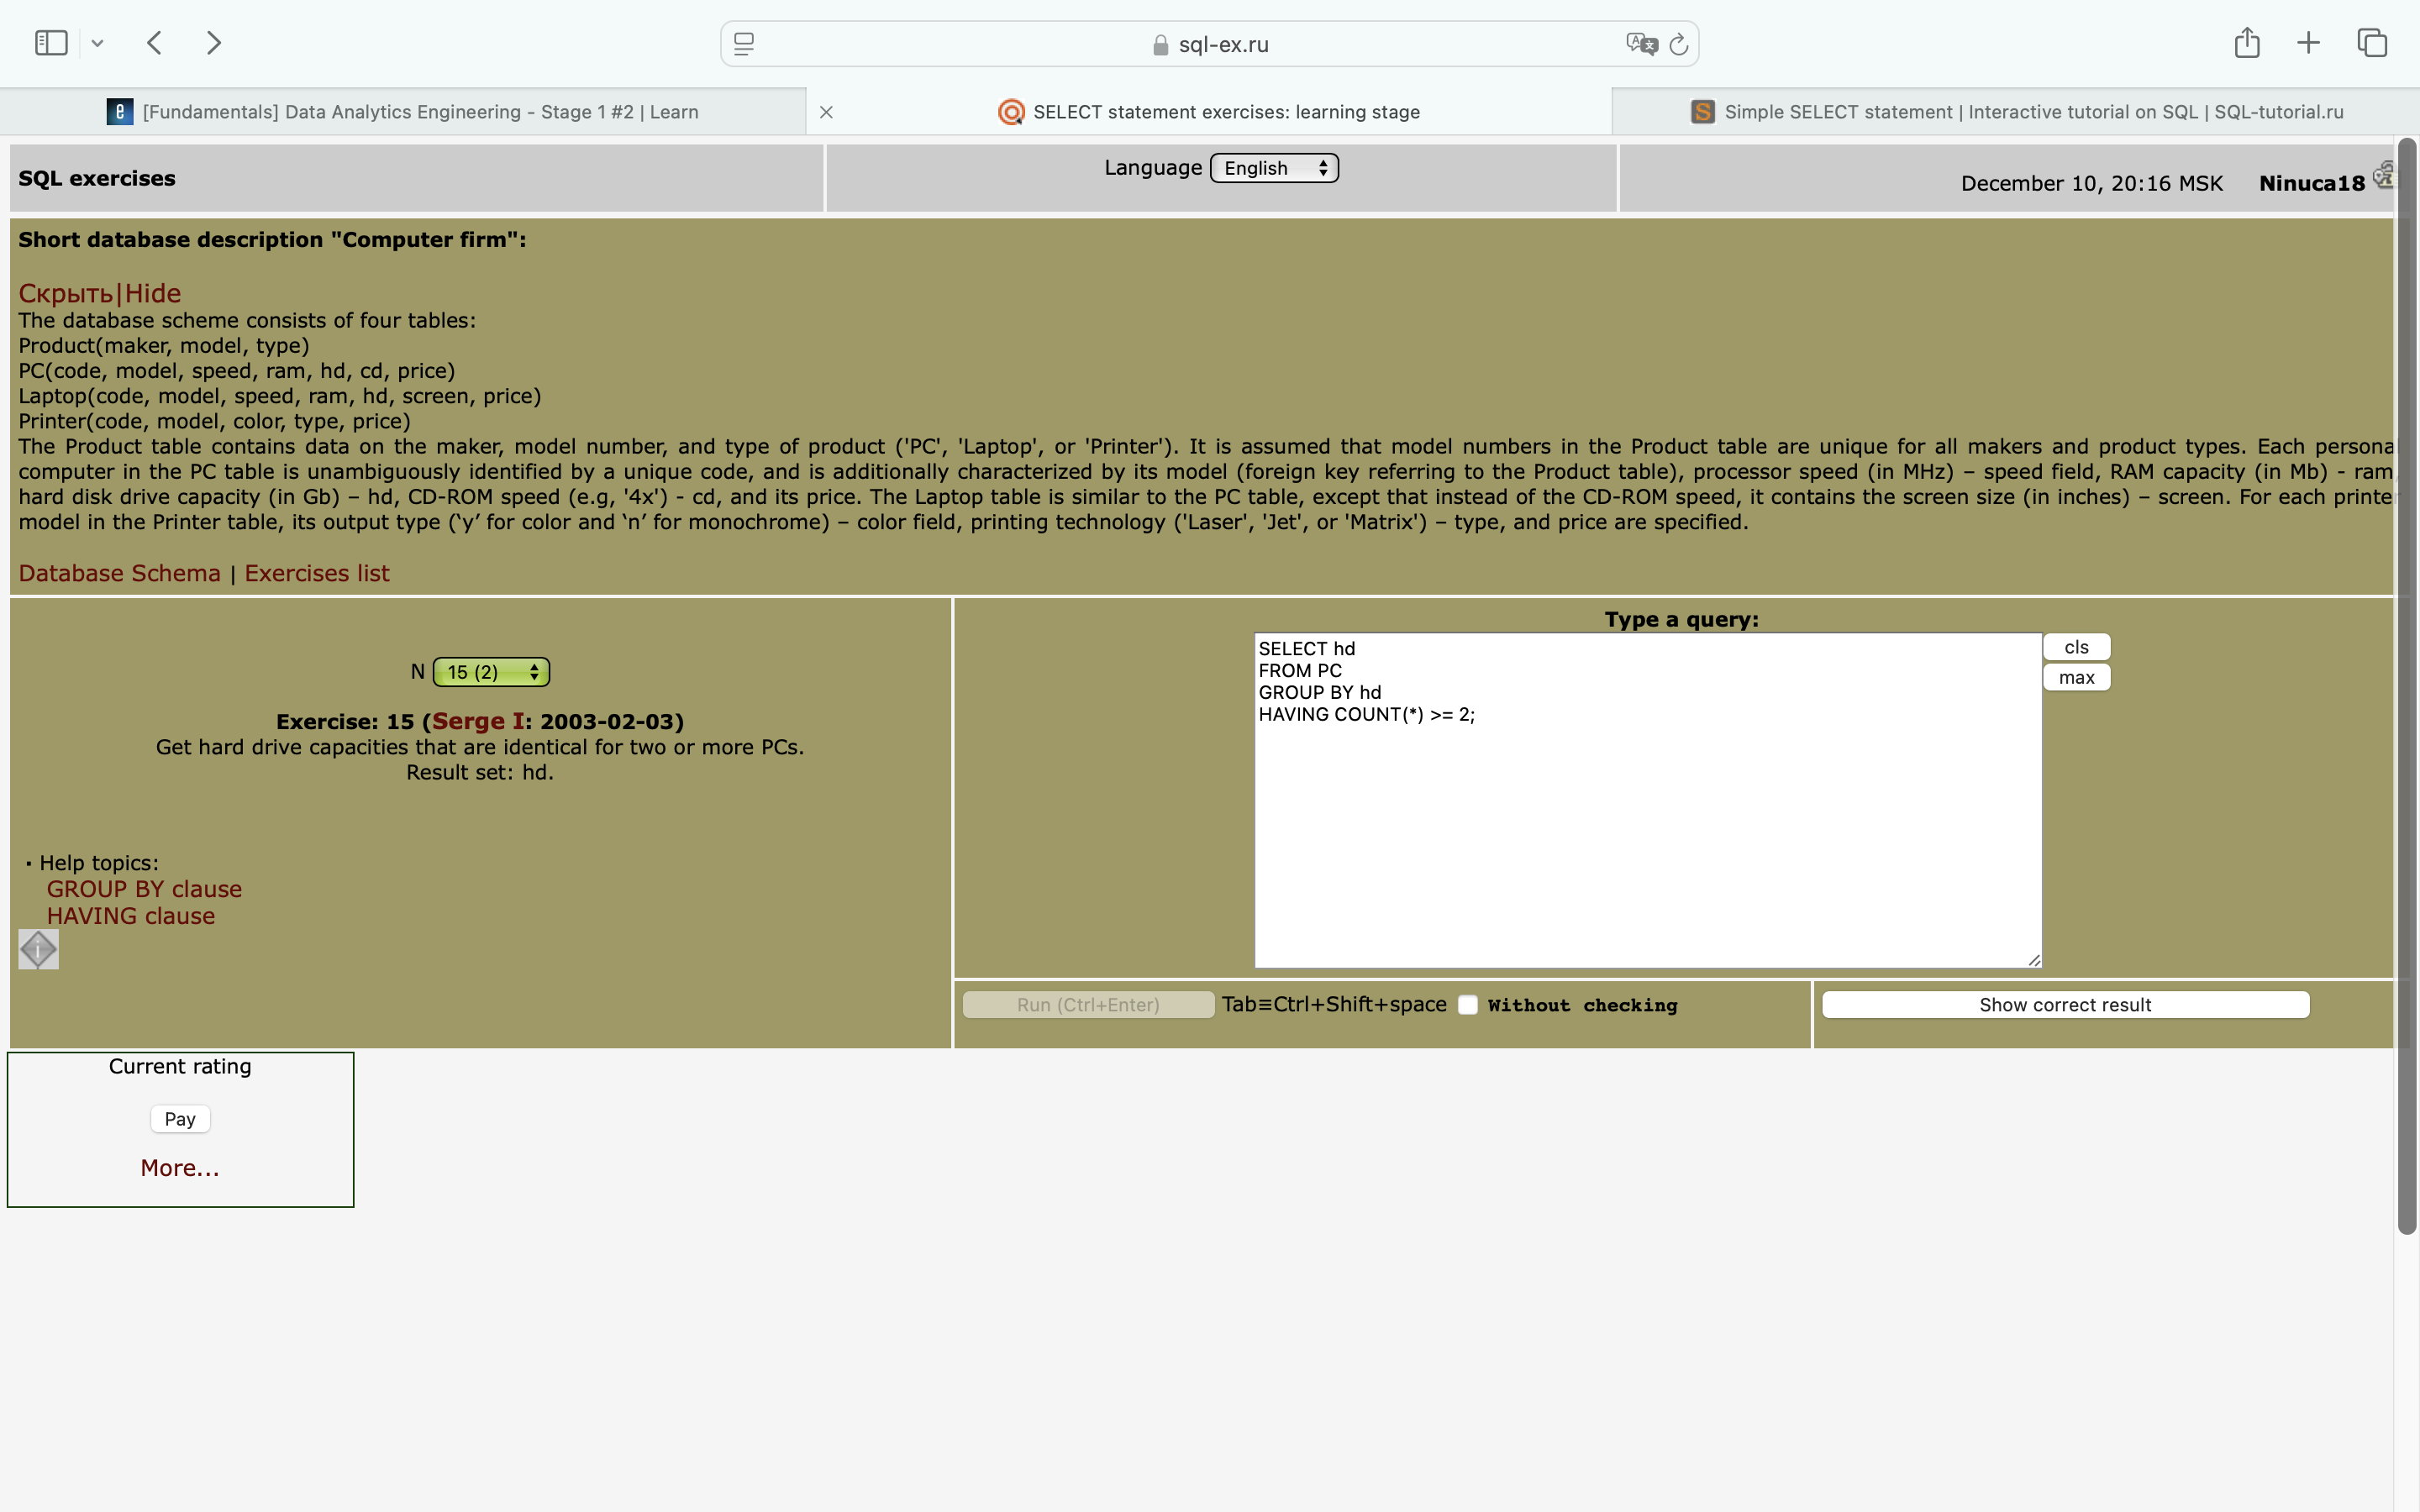 sql-ex.ru
[Fundamentals] Data Analytics Engineering - Stage 1 #2 | Learn
SELECT statement exercises: learning stage
Simple SELECT statement | Interactive tutorial on SQL | SQL-tutorial.ru
SQL exercises
Language English
December 10, 20:16 MSK Ninuca18
Short database description "Computer firm":
Скрыть|Hide
The database scheme consists of four tables:
Product(maker, model, type)
PC(code, model, speed, ram, hd, cd, price)
Laptop(code, model, speed, ram, hd, screen, price)
Printer(code, model, color, type, price)
The Product table contains data on the maker, model number, and type of product ('PC', 'Laptop', or 'Printer'). It is assumed that model numbers in the Product table are unique for all makers and product types. Each personal
computer in the PC table is unambiguously identified by a unique code, and is additionally characterized by its model (foreign key referring to the Product table), processor speed (in MHz) – speed field, RAM capacity (in Mb) - ram,
hard disk drive capacity (in Gb) – hd, CD-ROM speed (e.g, '4x') - cd, and its price. The Laptop table is similar to the PC table, except that instead of the CD-ROM speed, it contains the screen size (in inches) – screen. For each printer
model in the Printer table, its output type (‘y’ for color and ‘n’ for monochrome) – color field, printing technology ('Laser', 'Jet', or 'Matrix') – type, and price are specified.
Database Schema | Exercises list
N 15 (2)
Exercise: 15 (Serge I: 2003-02-03)
Get hard drive capacities that are identical for two or more PCs.
Result set: hd.
· Help topics:
GROUP BY clause
HAVING clause
Type a query:
SELECT hd
FROM PC
GROUP BY hd
HAVING COUNT(*) >= 2;
cls
max
Run (Ctrl+Enter) Tab≡Ctrl+Shift+space Without checking
Show correct result
Current rating
Pay
More...